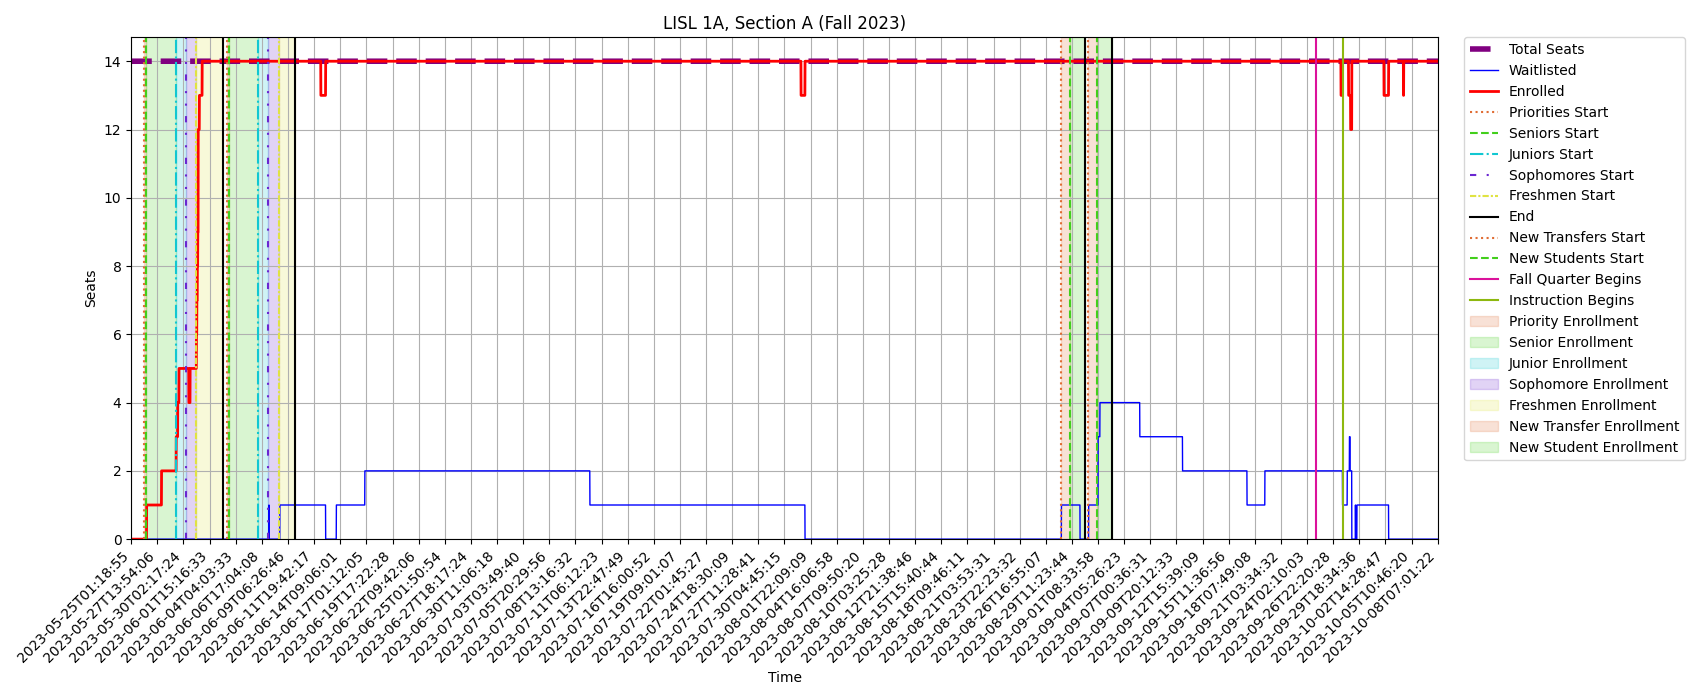 LISL 1A, Section A (Fall 2023)
Seats
14
12
10
8
6
4
2
0
2023-05-25T01:18:55
2023-05-27T13:54:06
2023-05-30T02:17:24
2023-06-01T15:16:33
2023-06-04T04:03:33
2023-06-06T17:04:08
2023-06-09T06:26:46
2023-06-11T19:42:17
2023-06-14T09:06:01
2023-06-17T01:12:05
2023-06-19T17:22:28
2023-06-22T09:42:06
2023-06-25T01:50:54
2023-06-27T18:17:24
2023-06-30T11:06:18
2023-07-03T03:49:40
2023-07-05T20:29:56
2023-07-08T13:16:32
2023-07-11T06:12:23
2023-07-13T22:47:49
2023-07-16T16:00:52
2023-07-19T09:01:07
2023-07-22T01:45:27
2023-07-24T18:30:09
2023-07-27T11:28:41
2023-07-30T04:45:15
2023-08-01T22:09:09
2023-08-04T16:06:58
2023-08-07T09:50:20
2023-08-10T03:25:28
2023-08-12T21:38:46
2023-08-15T15:40:44
2023-08-18T09:46:11
2023-08-21T03:53:31
2023-08-23T22:23:32
2023-08-26T16:55:07
2023-08-29T11:23:44
2023-09-01T08:33:58
2023-09-04T05:26:23
2023-09-07T00:36:31
2023-09-09T20:12:33
2023-09-12T15:39:09
2023-09-15T11:36:56
2023-09-18T07:49:08
2023-09-21T03:34:32
2023-09-24T02:10:03
2023-09-26T22:20:28
2023-09-29T18:34:36
2023-10-02T14:28:47
2023-10-05T10:46:20
2023-10-08T07:01:22
Time
Total Seats
Waitlisted
Enrolled
Priorities Start
Seniors Start
Juniors Start
Sophomores Start
Freshmen Start
End
New Transfers Start
New Students Start
Fall Quarter Begins
Instruction Begins
Priority Enrollment
Senior Enrollment
Junior Enrollment
Sophomore Enrollment
Freshmen Enrollment
New Transfer Enrollment
New Student Enrollment